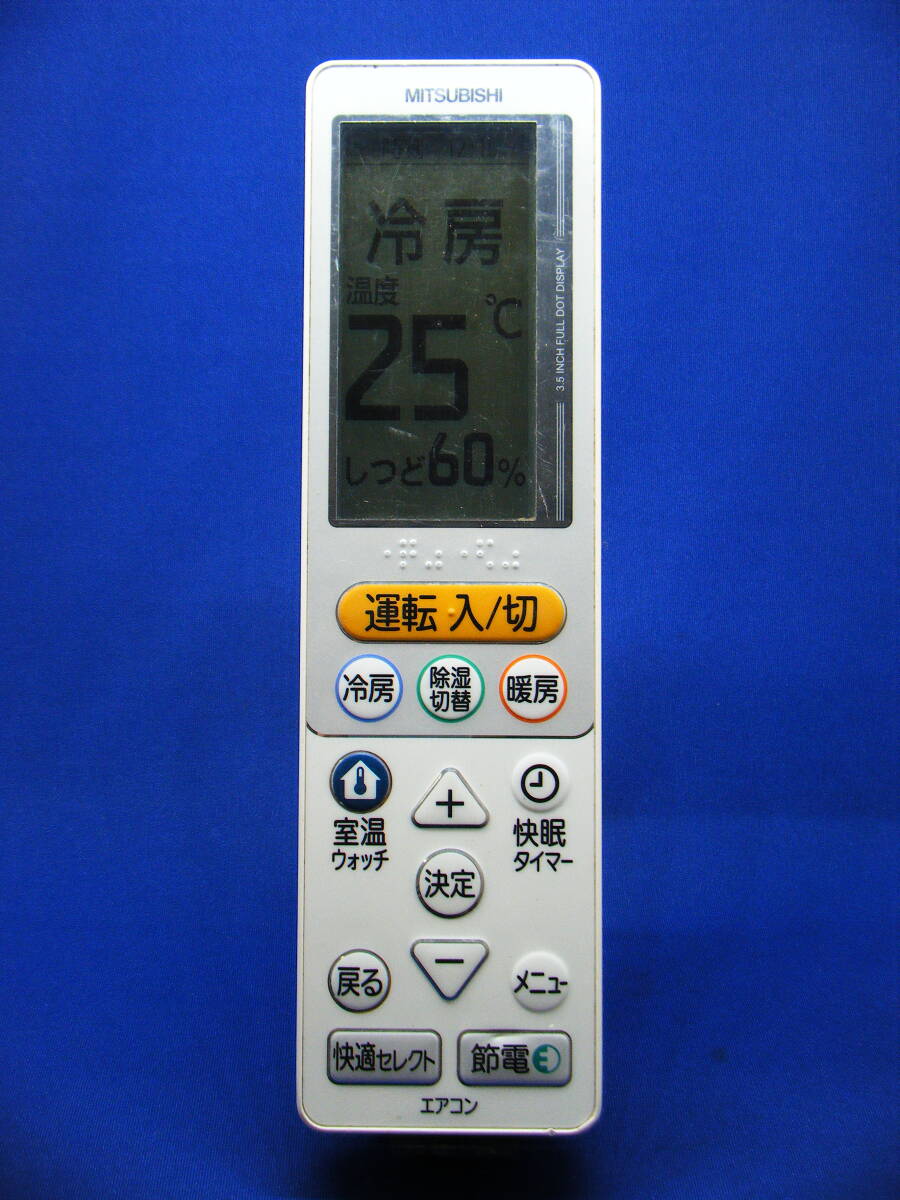 MITSUBISHI
冷房
温度
25℃
しつど60%
3.5 INCH FULL DOT DISPLAY
運転 入/切
冷房
除湿
切替
暖房
室温
ウォッチ
+
快眠
タイマー
決定
戻る
−
メニュー
快適セレクト
節電
エアコン